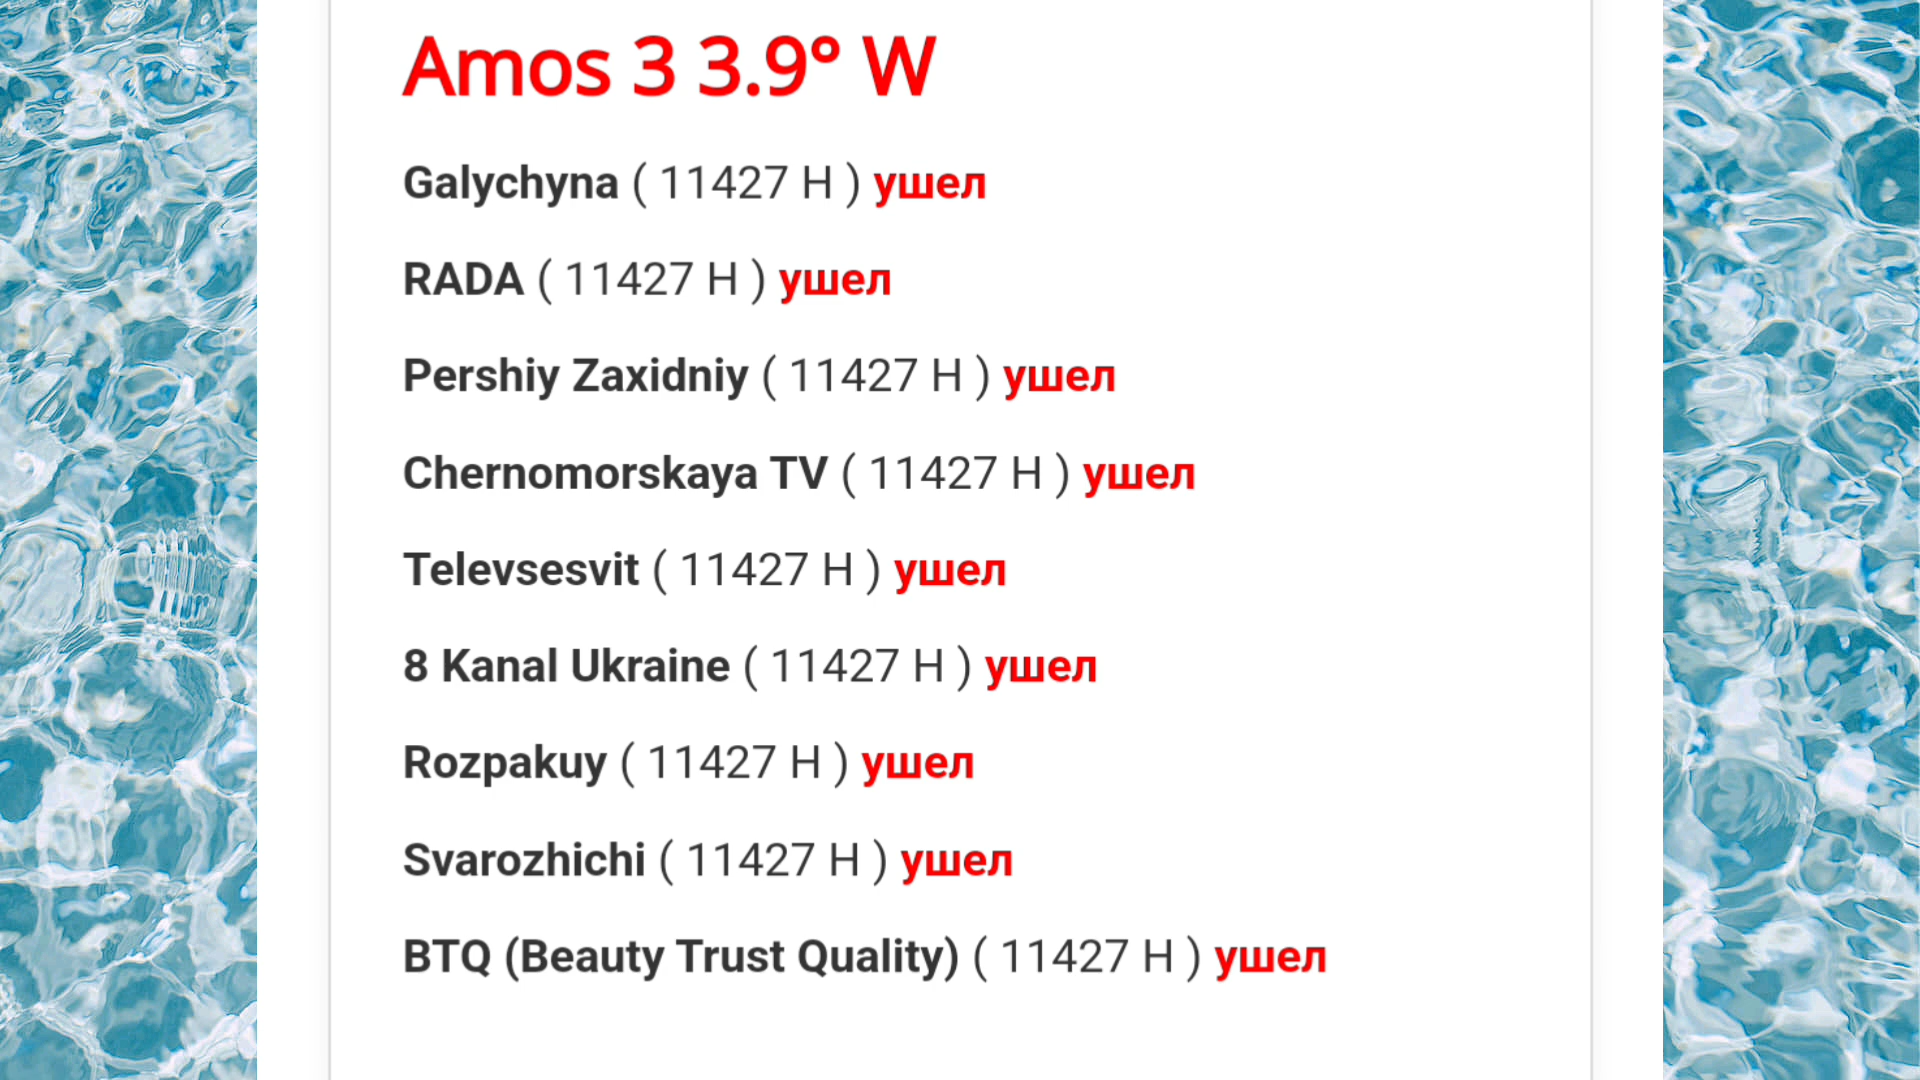 Amos 3 3.9° W
Galychyna ( 11427 H ) ушел
RADA ( 11427 H ) ушел
Pershiy Zaxidniy ( 11427 H ) ушел
Chernomorskaya TV ( 11427 H ) ушел
Televsesvit ( 11427 H ) ушел
8 Kanal Ukraine ( 11427 H ) ушел
Rozpakuy ( 11427 H ) ушел
Svarozhichi ( 11427 H ) ушел
BTQ (Beauty Trust Quality) ( 11427 H ) ушел